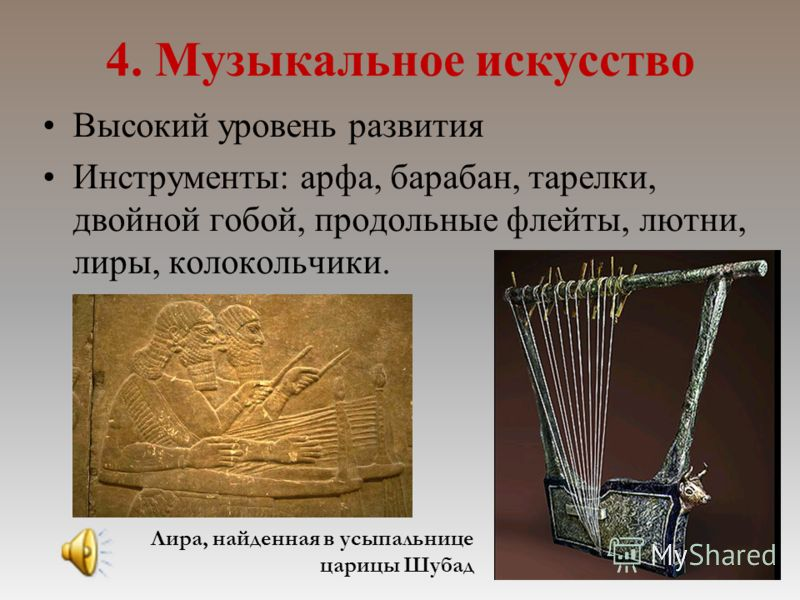 4. Музыкальное искусство
• Высокий уровень развития
• Инструменты: арфа, барабан, тарелки,
двойной гобой, продольные флейты, лютни,
лиры, колокольчики.
Лира, найденная в усыпальнице
царицы Шубад
MyShared